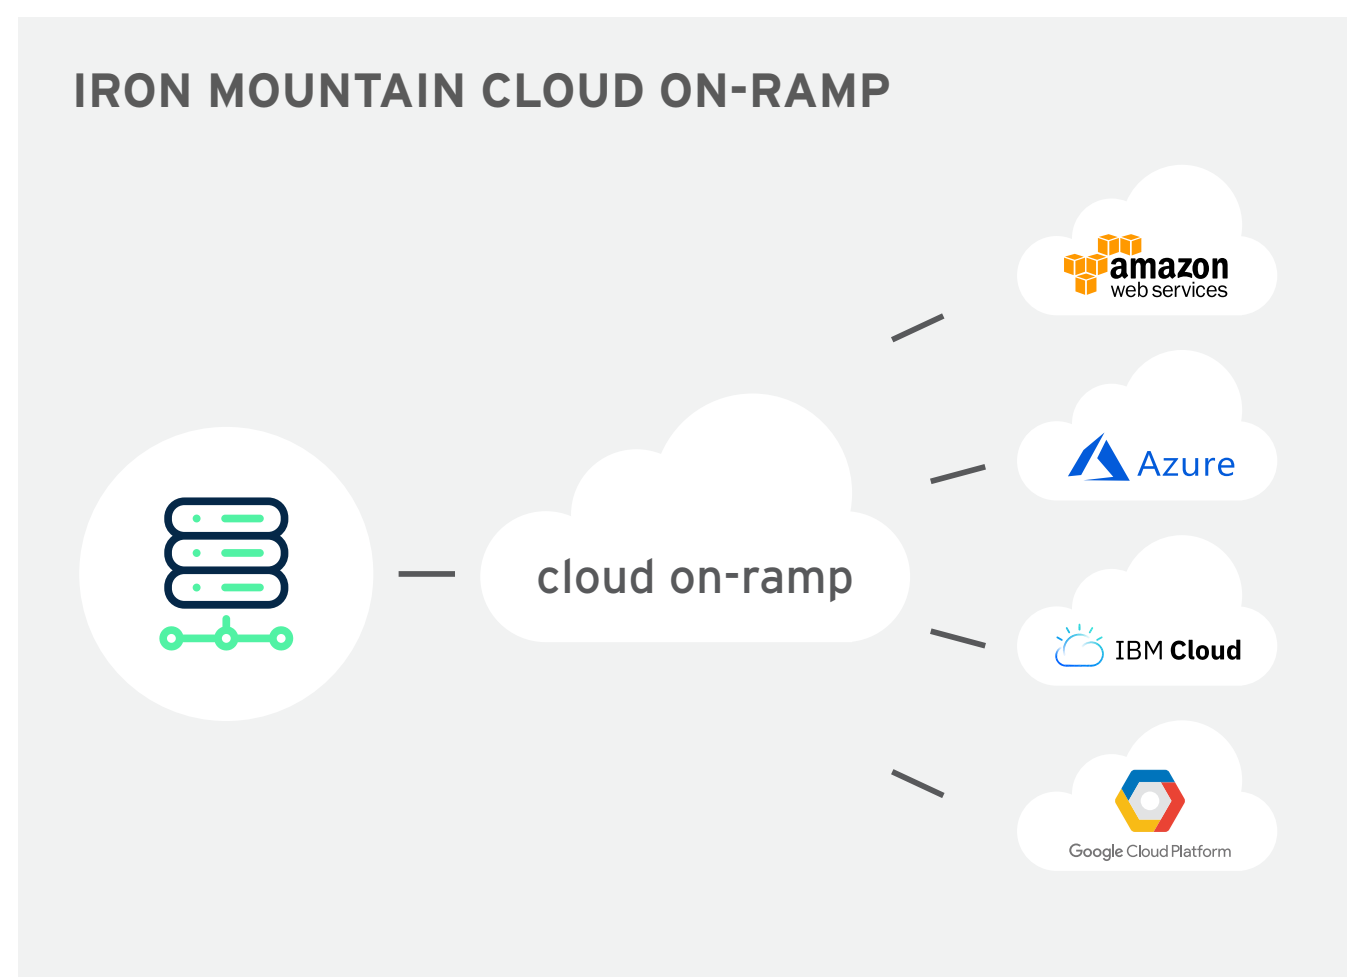 IRON MOUNTAIN CLOUD ON-RAMP
amazon
web services
Azure
cloud on-ramp
IBM Cloud
Google Cloud Platform